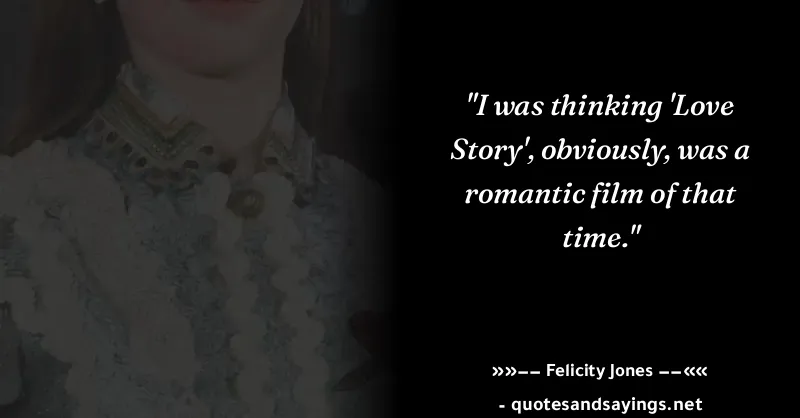 "I was thinking 'Love
Story', obviously, was a
romantic film of that
time."
»»–– Felicity Jones ––««
- quotesandsayings.net